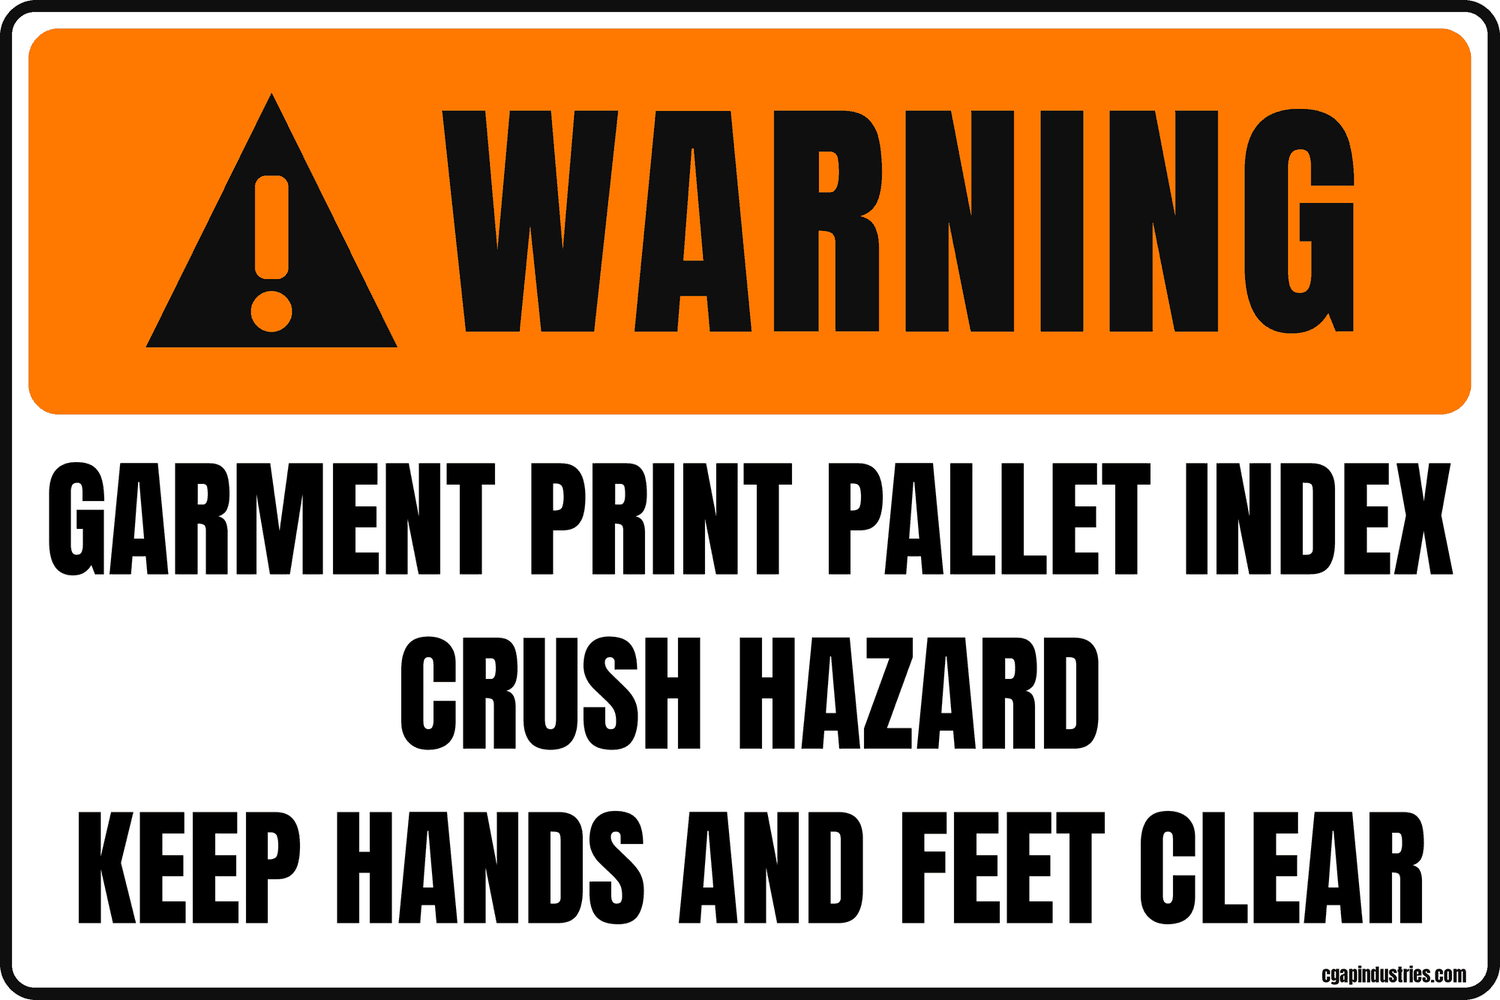 WARNING
GARMENT PRINT PALLET INDEX
CRUSH HAZARD
KEEP HANDS AND FEET CLEAR
cgapindustries.com